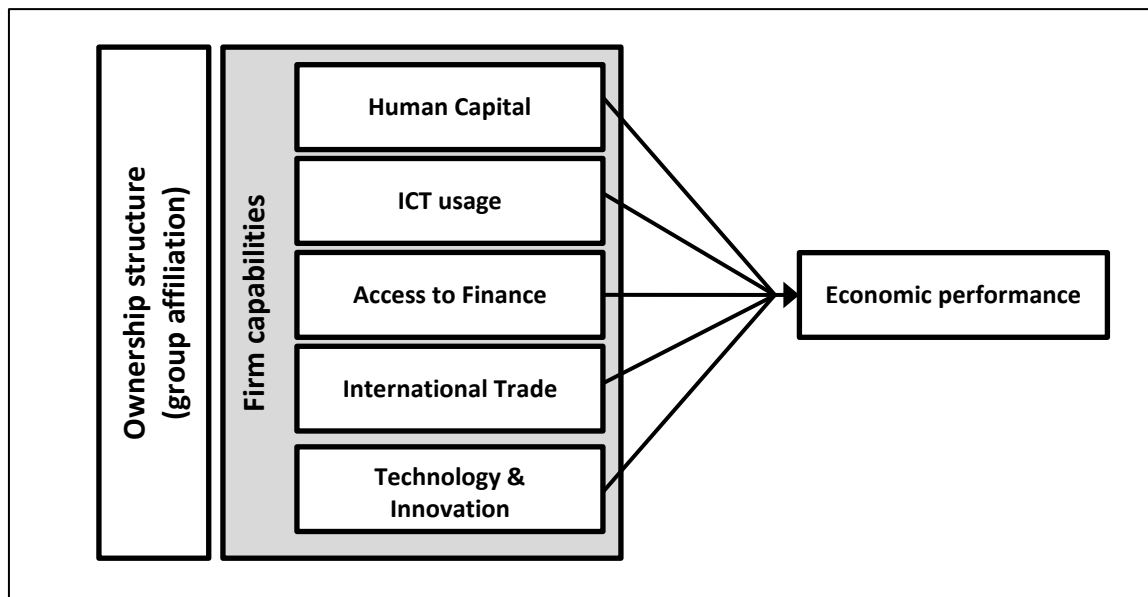 Ownership structure
(group affiliation)
Firm capabilities
Human Capital
ICT usage
Access to Finance
International Trade
Technology &
Innovation
Economic performance